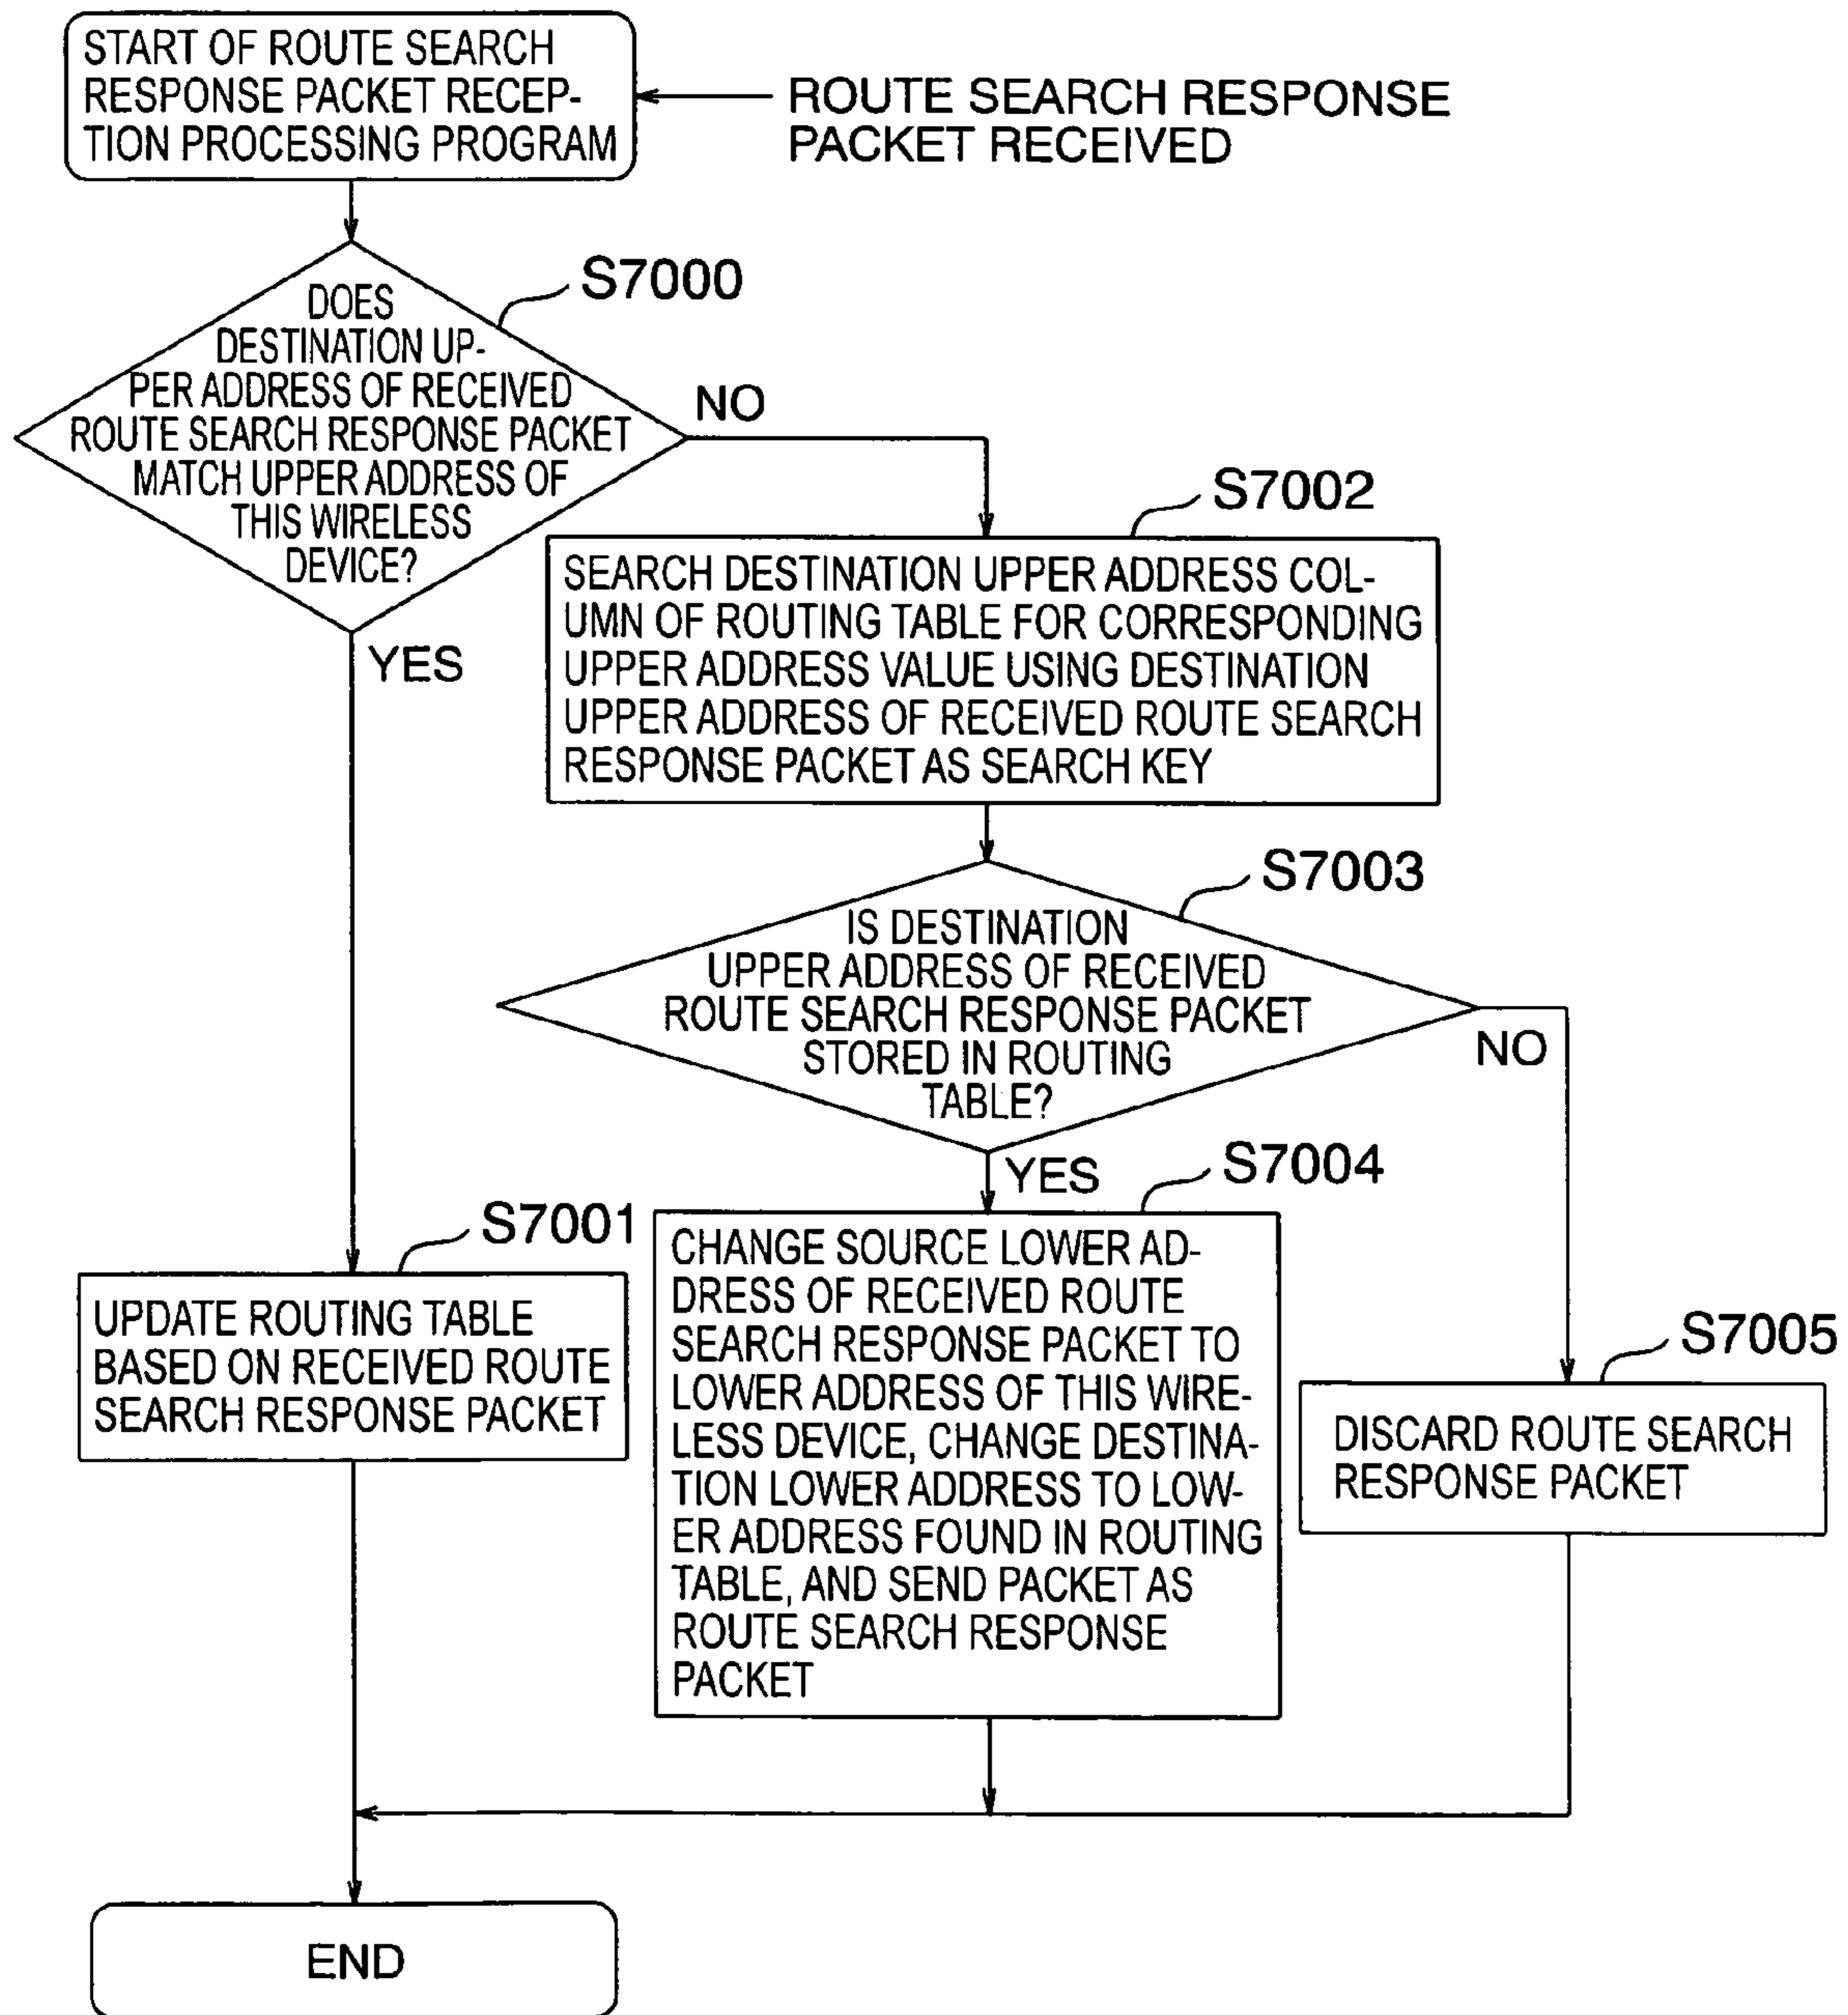 START OF ROUTE SEARCH
RESPONSE PACKET RECEP-
TION PROCESSING PROGRAM
ROUTE SEARCH RESPONSE
PACKET RECEIVED
S7000
DOES
DESTINATION UP-
PER ADDRESS OF RECEIVED
ROUTE SEARCH RESPONSE PACKET
MATCH UPPER ADDRESS OF
THIS WIRELESS
DEVICE?
NO
YES
S7002
SEARCH DESTINATION UPPER ADDRESS COL-
UMN OF ROUTING TABLE FOR CORRESPONDING
UPPER ADDRESS VALUE USING DESTINATION
UPPER ADDRESS OF RECEIVED ROUTE SEARCH
RESPONSE PACKET AS SEARCH KEY
S7003
IS DESTINATION
UPPER ADDRESS OF RECEIVED
ROUTE SEARCH RESPONSE PACKET
STORED IN ROUTING
TABLE?
NO
YES
S7001
UPDATE ROUTING TABLE
BASED ON RECEIVED ROUTE
SEARCH RESPONSE PACKET
S7004
CHANGE SOURCE LOWER AD-
DRESS OF RECEIVED ROUTE
SEARCH RESPONSE PACKET TO
LOWER ADDRESS OF THIS WIRE-
LESS DEVICE, CHANGE DESTINA-
TION LOWER ADDRESS TO LOW-
ER ADDRESS FOUND IN ROUTING
TABLE, AND SEND PACKET AS
ROUTE SEARCH RESPONSE
PACKET
S7005
DISCARD ROUTE SEARCH
RESPONSE PACKET
END